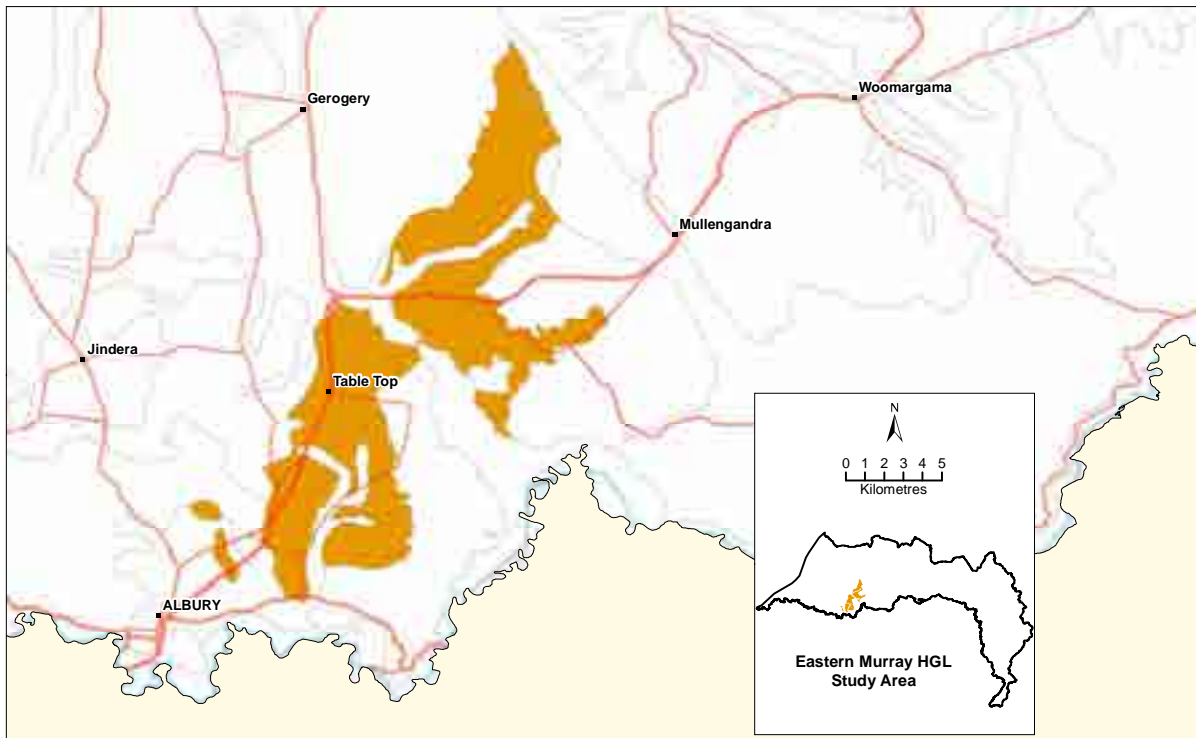 Woomargama
Gerogery
Mullengandra
Jindera
Table Top
ALBURY
N
0 1 2 3 4 5
Kilometres
Eastern Murray HGL
Study Area